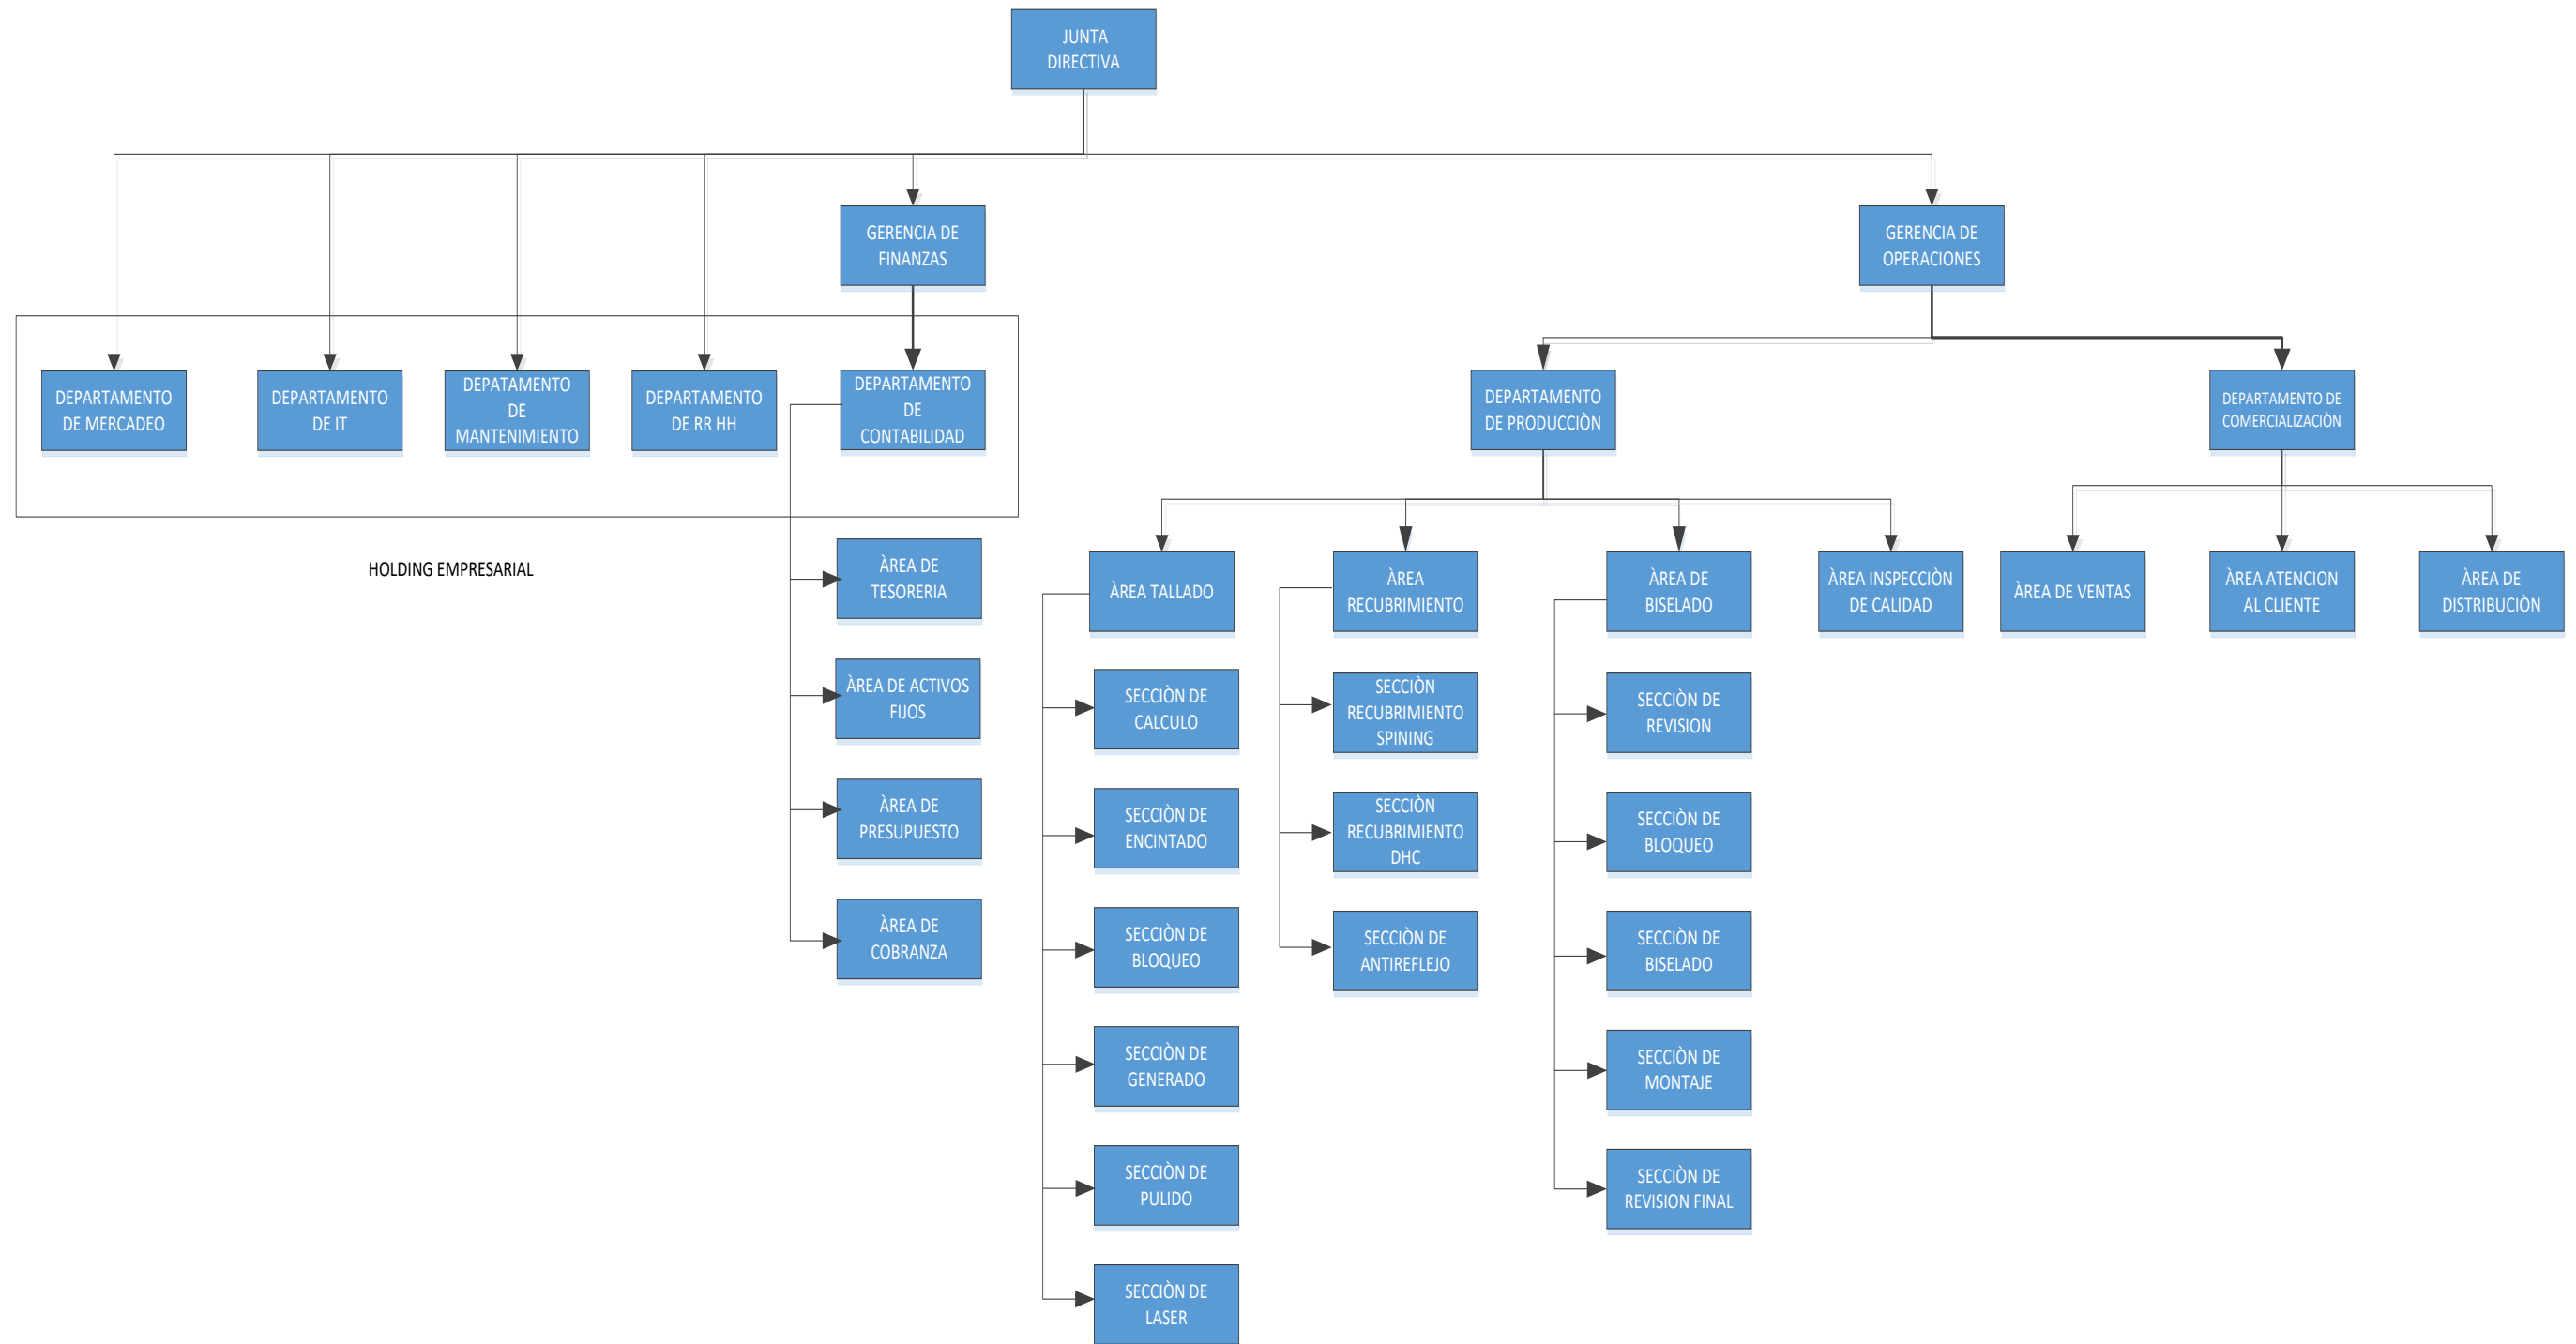 JUNTA
DIRECTIVA
GERENCIA DE
FINANZAS
GERENCIA DE
OPERACIONES
DEPARTAMENTO
DE MERCADEO
DEPARTAMENTO
DE IT
DEPATAMENTO
DE
MANTENIMIENTO
DEPARTAMENTO
DE RR HH
DEPARTAMENTO
DE
CONTABILIDAD
DEPARTAMENTO
DE PRODUCCIÒN
DEPARTAMENTO DE
COMERCIALIZACIÒN
HOLDING EMPRESARIAL
ÀREA DE
TESORERIA
ÀREA DE ACTIVOS
FIJOS
ÀREA DE
PRESUPUESTO
ÀREA DE
COBRANZA
ÀREA TALLADO
SECCIÒN DE
CALCULO
SECCIÒN DE
ENCINTADO
SECCIÒN DE
BLOQUEO
SECCIÒN DE
GENERADO
SECCIÒN DE
PULIDO
SECCIÒN DE
LASER
ÀREA
RECUBRIMIENTO
SECCIÒN
RECUBRIMIENTO
SPINING
SECCIÒN
RECUBRIMIENTO
DHC
SECCIÒN DE
ANTIREFLEJO
ÀREA DE
BISELADO
SECCIÒN DE
REVISION
SECCIÒN DE
BLOQUEO
SECCIÒN DE
BISELADO
SECCIÒN DE
MONTAJE
SECCIÒN DE
REVISION FINAL
ÀREA INSPECCIÒN
DE CALIDAD
ÀREA DE VENTAS
ÀREA ATENCION
AL CLIENTE
ÀREA DE
DISTRIBUCIÒN